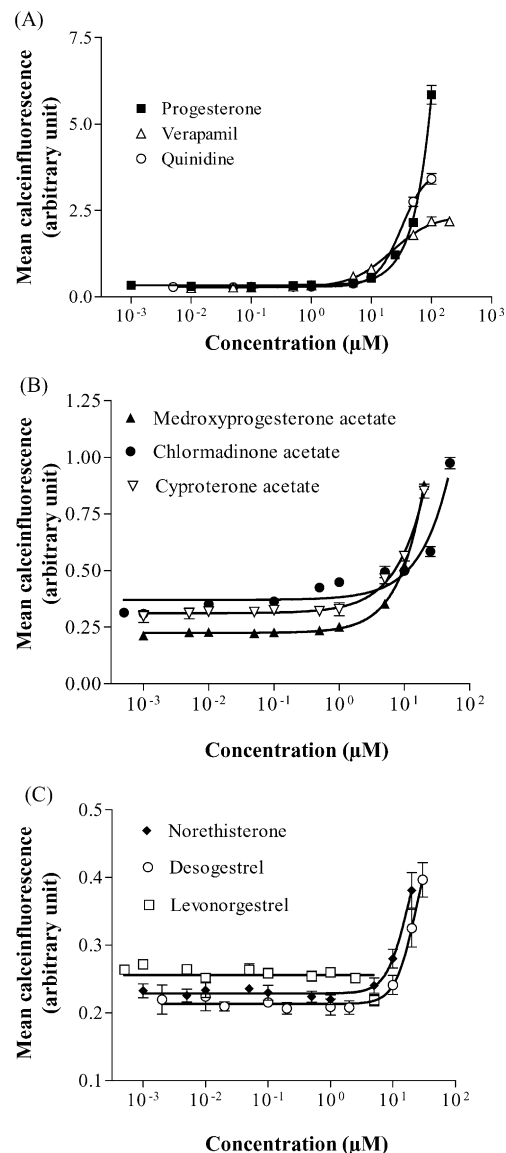 (A)
Mean calceinfluorescence
(arbitrary unit)
7.5
5.0
2.5
0.0
Progesterone
Verapamil
Quinidine
10⁻³ 10⁻² 10⁻¹ 10⁰ 10¹ 10² 10³
Concentration (µM)
(B)
Mean calceinfluorescence
(arbitrary unit)
1.25
1.00
0.75
0.50
0.25
0.00
Medroxyprogesterone acetate
Chlormadinone acetate
Cyproterone acetate
10⁻³ 10⁻² 10⁻¹ 10⁰ 10¹ 10²
Concentration (µM)
(C)
Mean calceinfluorescence
(arbitrary unit)
0.5
0.4
0.3
0.2
0.1
Norethisterone
Desogestrel
Levonorgestrel
10⁻³ 10⁻² 10⁻¹ 10⁰ 10¹ 10²
Concentration (µM)